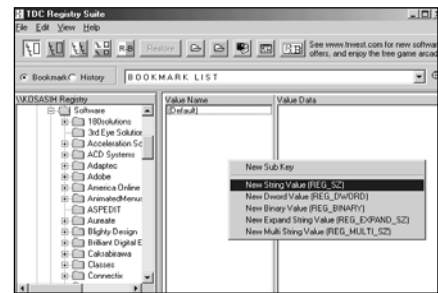 TDC Registry Suite
File Edit View Help
R-B Restore RB See www.trwest.com for new softwar
offers, and enjoy the free game arcad
Bookmark History BOOKMARK LIST
\\KOSASIH Registry
Value Name
Value Data
Software
(Default)
180solutions
3rd Eye Solution
Acceleration Sc
ACD Systems
Adaptec
Adobe
America Online
AnimatedMenus
ASPEDIT
Aureate
Blighty Design
Brilliant Digital E
Cakrabirawa
Classes
Connectix
New Sub Key
New String Value (REG_SZ)
New Dword Value (REG_DWORD)
New Binary Value (REG_BINARY)
New Expand String Value (REG_EXPAND_SZ)
New Multi String Value (REG_MULTI_SZ)